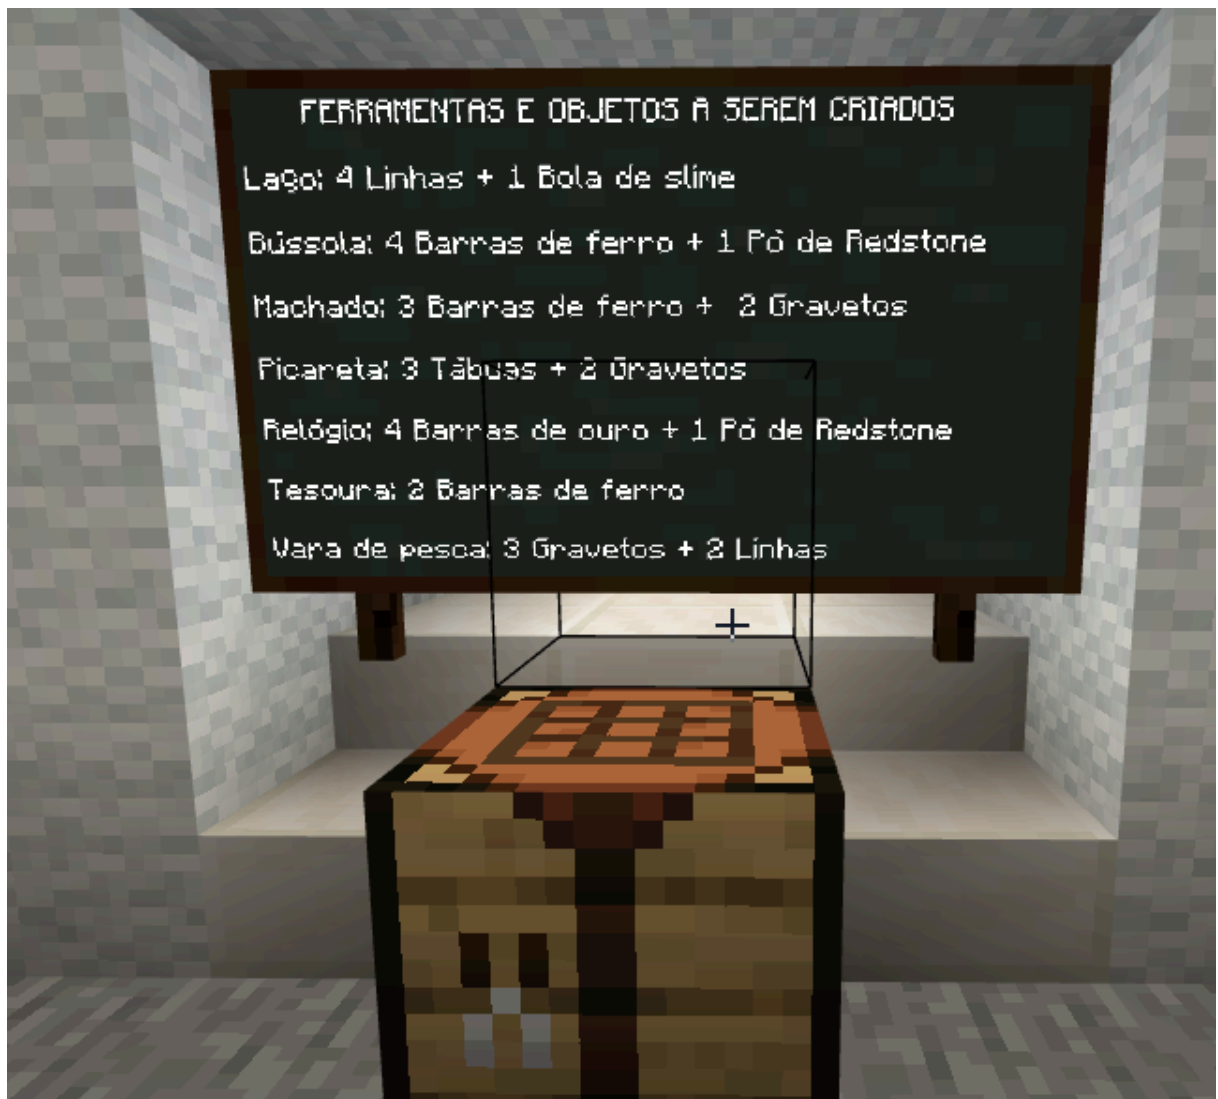 FERRAMENTAS E OBJETOS A SEREM CRIADOS
Laço: 4 Linhas + 1 Bola de slime
Bússola: 4 Barras de ferro + 1 Pó de Redstone
Machado: 3 Barras de ferro + 2 Gravetos
Picareta: 3 Tábuas + 2 Gravetos
Relógio: 4 Barras de ouro + 1 Pó de Redstone
Tesoura: 2 Barras de ferro
Vara de pesca: 3 Gravetos + 2 Linhas